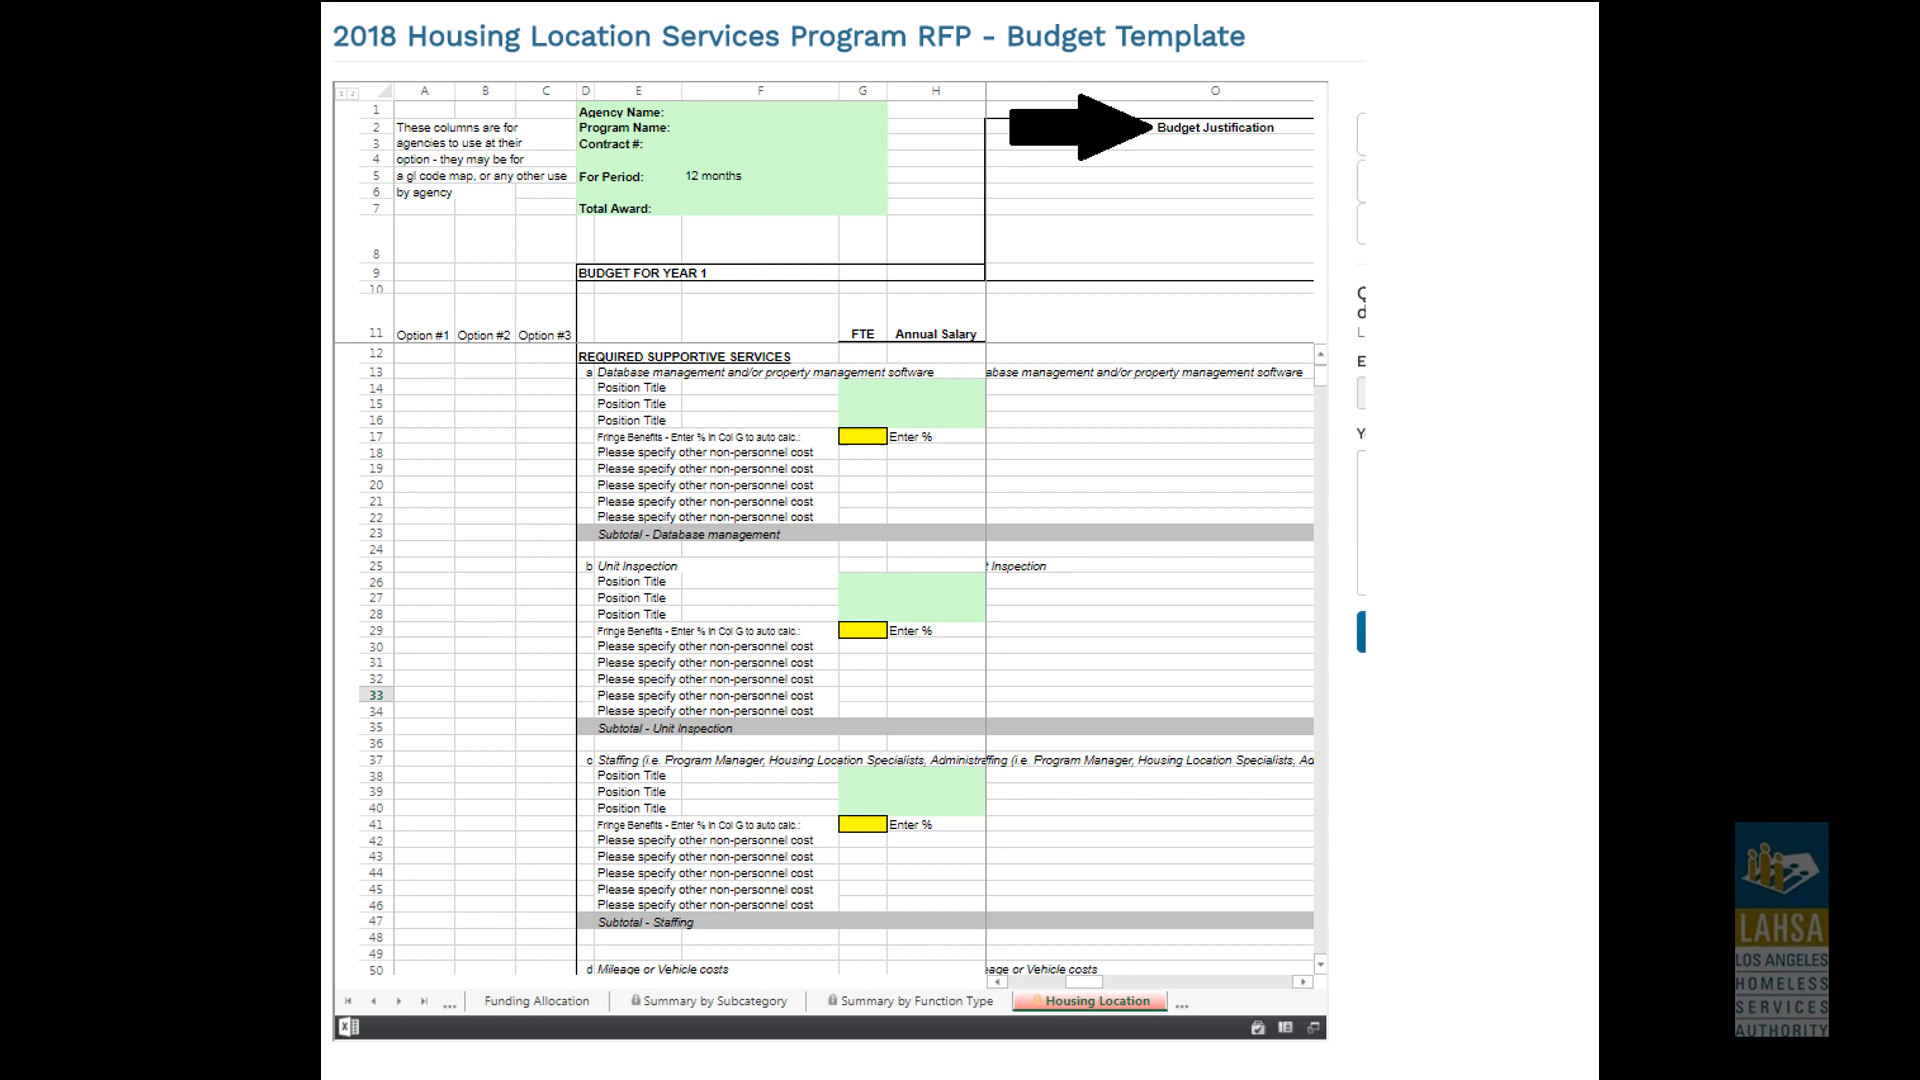 2018 Housing Location Services Program RFP - Budget Template
1 2 A B C D E F G H O
1 Agency Name:
2 These columns are for Program Name: Budget Justification
3 agencies to use at their Contract #:
4 option - they may be for
5 a gl code map, or any other use For Period: 12 months
6 by agency
7 Total Award:
8
9 BUDGET FOR YEAR 1
10
11 Option #1 Option #2 Option #3 FTE Annual Salary
12 REQUIRED SUPPORTIVE SERVICES
13 a Database management and/or property management software abase management and/or property management software
14 Position Title
15 Position Title
16 Position Title
17 Fringe Benefits - Enter % in Col G to auto calc.: Enter %
18 Please specify other non-personnel cost
19 Please specify other non-personnel cost
20 Please specify other non-personnel cost
21 Please specify other non-personnel cost
22 Please specify other non-personnel cost
23 Subtotal - Database management
24
25 b Unit Inspection t Inspection
26 Position Title
27 Position Title
28 Position Title
29 Fringe Benefits - Enter % in Col G to auto calc.: Enter %
30 Please specify other non-personnel cost
31 Please specify other non-personnel cost
32 Please specify other non-personnel cost
33 Please specify other non-personnel cost
34 Please specify other non-personnel cost
35 Subtotal - Unit Inspection
36
37 c Staffing (i.e. Program Manager, Housing Location Specialists, Administra ffing (i.e. Program Manager, Housing Location Specialists, Ad
38 Position Title
39 Position Title
40 Position Title
41 Fringe Benefits - Enter % in Col G to auto calc.: Enter %
42 Please specify other non-personnel cost
43 Please specify other non-personnel cost
44 Please specify other non-personnel cost
45 Please specify other non-personnel cost
46 Please specify other non-personnel cost
47 Subtotal - Staffing
48
49
50 d Mileage or Vehicle costs eage or Vehicle costs
... Funding Allocation Summary by Subcategory Summary by Function Type Housing Location ...
LAHSA
LOS ANGELES
HOMELESS
SERVICES
AUTHORITY